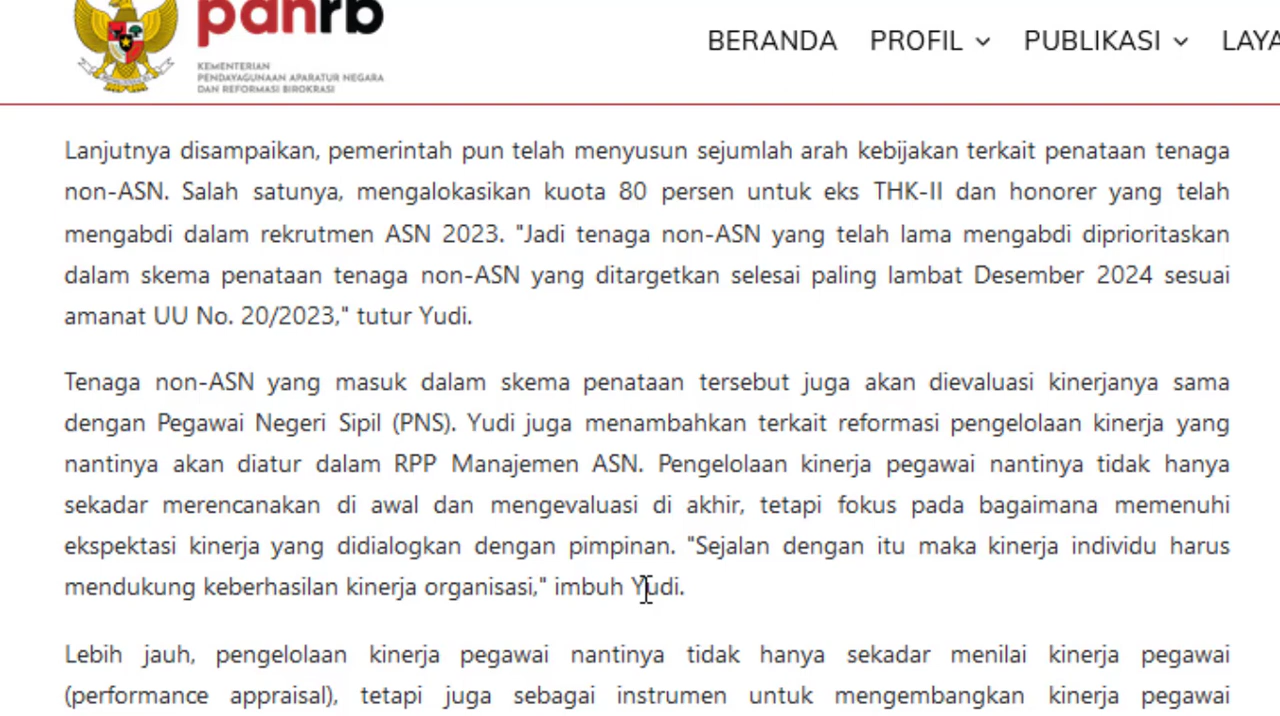 panrb
BERANDA PROFIL PUBLIKASI LAYA
KEMENTERIAN
PENDAYAGUNAAN APARATUR NEGARA
DAN REFORMASI BIROKRASI
Lanjutnya disampaikan, pemerintah pun telah menyusun sejumlah arah kebijakan terkait penataan tenaga
non-ASN. Salah satunya, mengalokasikan kuota 80 persen untuk eks THK-II dan honorer yang telah
mengabdi dalam rekrutmen ASN 2023. "Jadi tenaga non-ASN yang telah lama mengabdi diprioritaskan
dalam skema penataan tenaga non-ASN yang ditargetkan selesai paling lambat Desember 2024 sesuai
amanat UU No. 20/2023," tutur Yudi.
Tenaga non-ASN yang masuk dalam skema penataan tersebut juga akan dievaluasi kinerjanya sama
dengan Pegawai Negeri Sipil (PNS). Yudi juga menambahkan terkait reformasi pengelolaan kinerja yang
nantinya akan diatur dalam RPP Manajemen ASN. Pengelolaan kinerja pegawai nantinya tidak hanya
sekadar merencanakan di awal dan mengevaluasi di akhir, tetapi fokus pada bagaimana memenuhi
ekspektasi kinerja yang didialogkan dengan pimpinan. "Sejalan dengan itu maka kinerja individu harus
mendukung keberhasilan kinerja organisasi," imbuh Yudi.
Lebih jauh, pengelolaan kinerja pegawai nantinya tidak hanya sekadar menilai kinerja pegawai
(performance appraisal), tetapi juga sebagai instrumen untuk mengembangkan kinerja pegawai